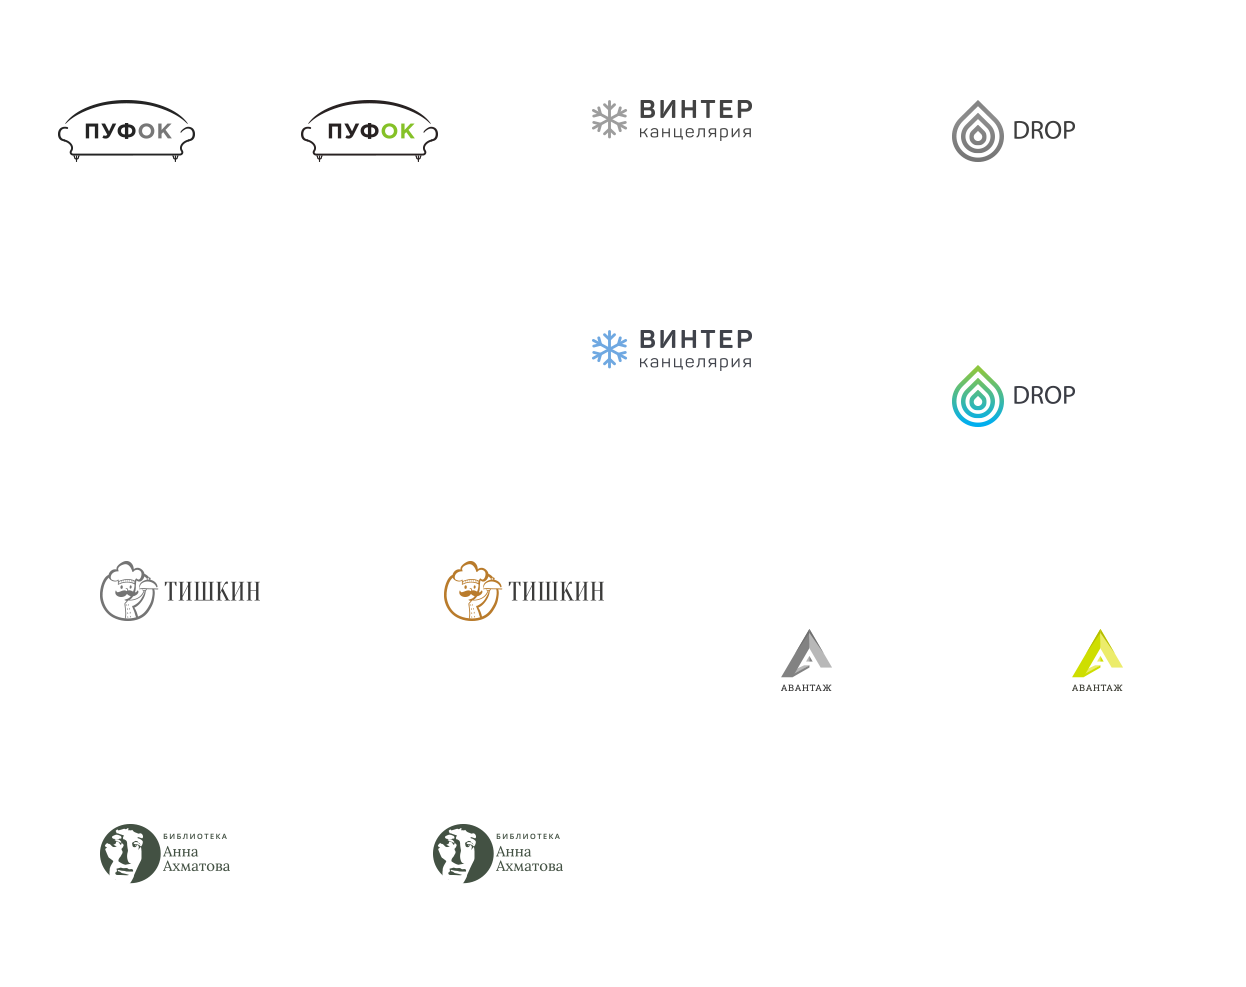 ПУФОК
ПУФОК
ВИНТЕР
канцелярия
DROP
ВИНТЕР
канцелярия
DROP
ТИШКИН
ТИШКИН
АВАНТАЖ
АВАНТАЖ
БИБЛИОТЕКА
Анна
Ахматова
БИБЛИОТЕКА
Анна
Ахматова